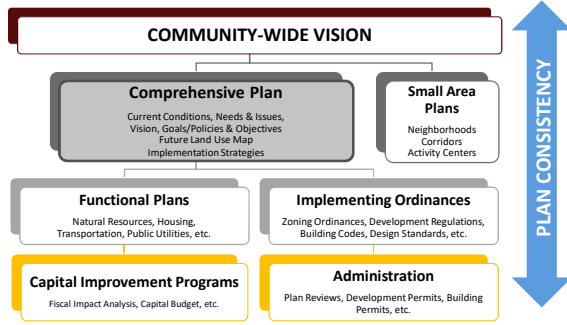 COMMUNITY-WIDE VISION
Comprehensive Plan
Current Conditions, Needs & Issues,
Vision, Goals/Policies & Objectives
Future Land Use Map
Implementation Strategies
Small Area
Plans
Neighborhoods
Corridors
Activity Centers
Functional Plans
Natural Resources, Housing,
Transportation, Public Utilities, etc.
Implementing Ordinances
Zoning Ordinances, Development Regulations,
Building Codes, Design Standards, etc.
Capital Improvement Programs
Fiscal Impact Analysis, Capital Budget, etc.
Administration
Plan Reviews, Development Permits, Building
Permits, etc.
PLAN CONSISTENCY